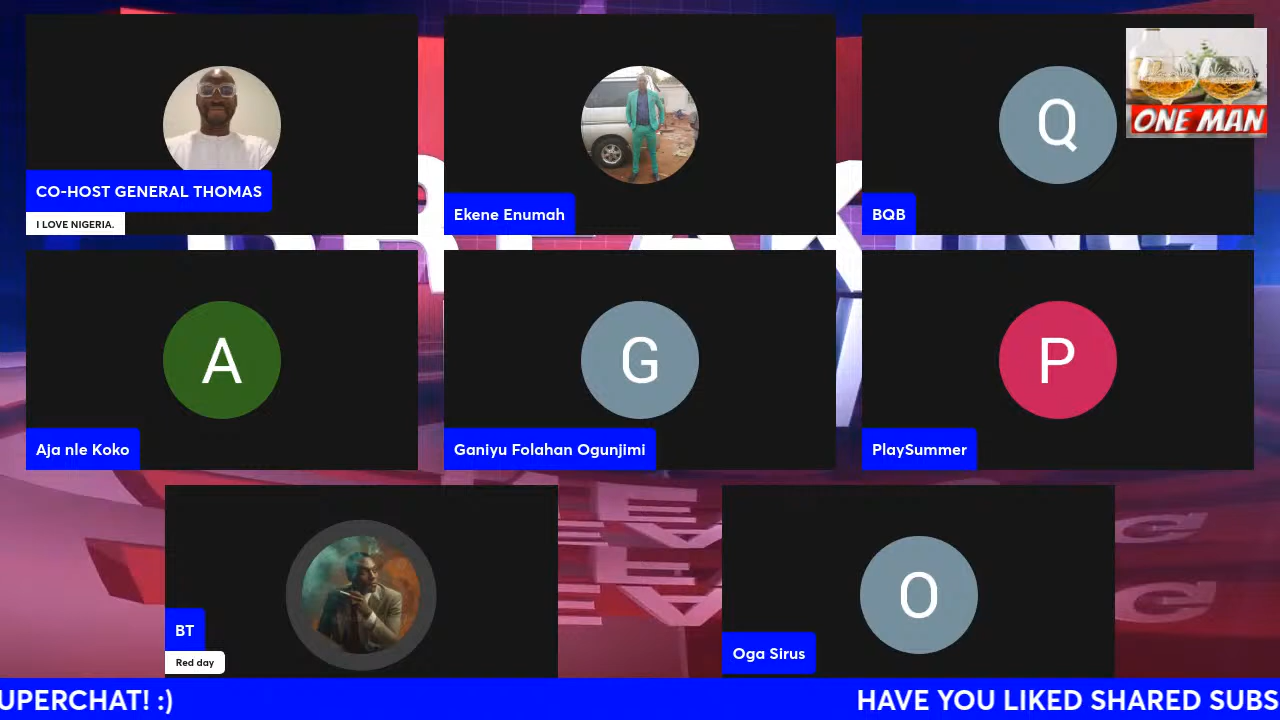 CO-HOST GENERAL THOMAS
I LOVE NIGERIA.
Ekene Enumah
Q
BQB
ONE MAN
A
Aja nle Koko
G
Ganiyu Folahan Ogunjimi
P
PlaySummer
BT
Red day
O
Oga Sirus
UPERCHAT! :)
HAVE YOU LIKED SHARED SUBS